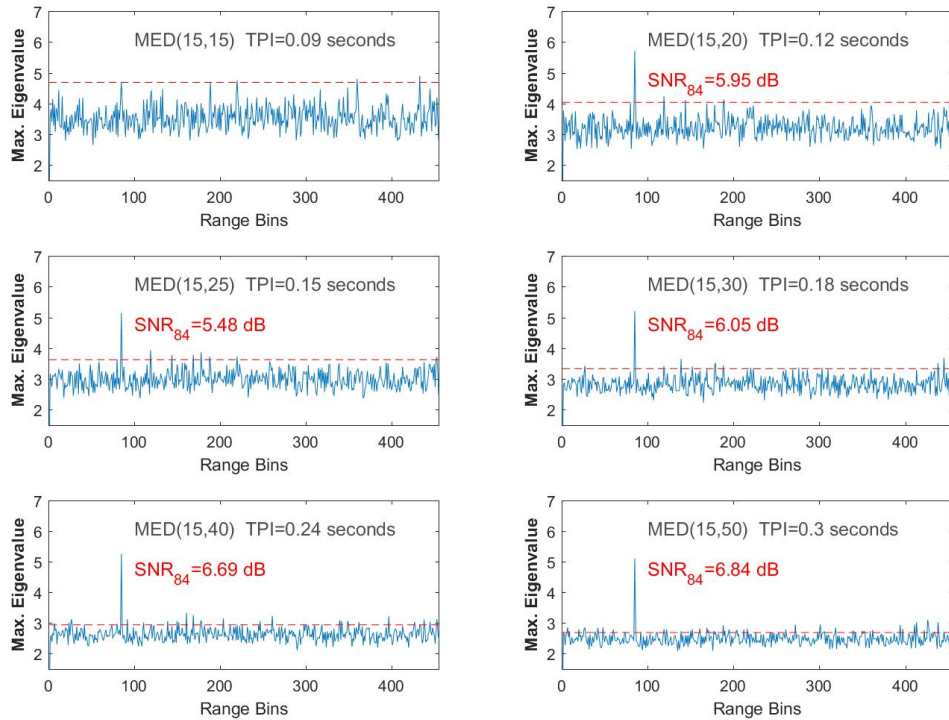 7
6
5
4
3
2
Max. Eigenvalue
MED(15,15) TPI=0.09 seconds
0 100 200 300 400
Range Bins
7
6
5
4
3
2
Max. Eigenvalue
MED(15,20) TPI=0.12 seconds
SNR84=5.95 dB
0 100 200 300 400
Range Bins
7
6
5
4
3
2
Max. Eigenvalue
MED(15,25) TPI=0.15 seconds
SNR84=5.48 dB
0 100 200 300 400
Range Bins
7
6
5
4
3
2
Max. Eigenvalue
MED(15,30) TPI=0.18 seconds
SNR84=6.05 dB
0 100 200 300 400
Range Bins
7
6
5
4
3
2
Max. Eigenvalue
MED(15,40) TPI=0.24 seconds
SNR84=6.69 dB
0 100 200 300 400
Range Bins
7
6
5
4
3
2
Max. Eigenvalue
MED(15,50) TPI=0.3 seconds
SNR84=6.84 dB
0 100 200 300 400
Range Bins